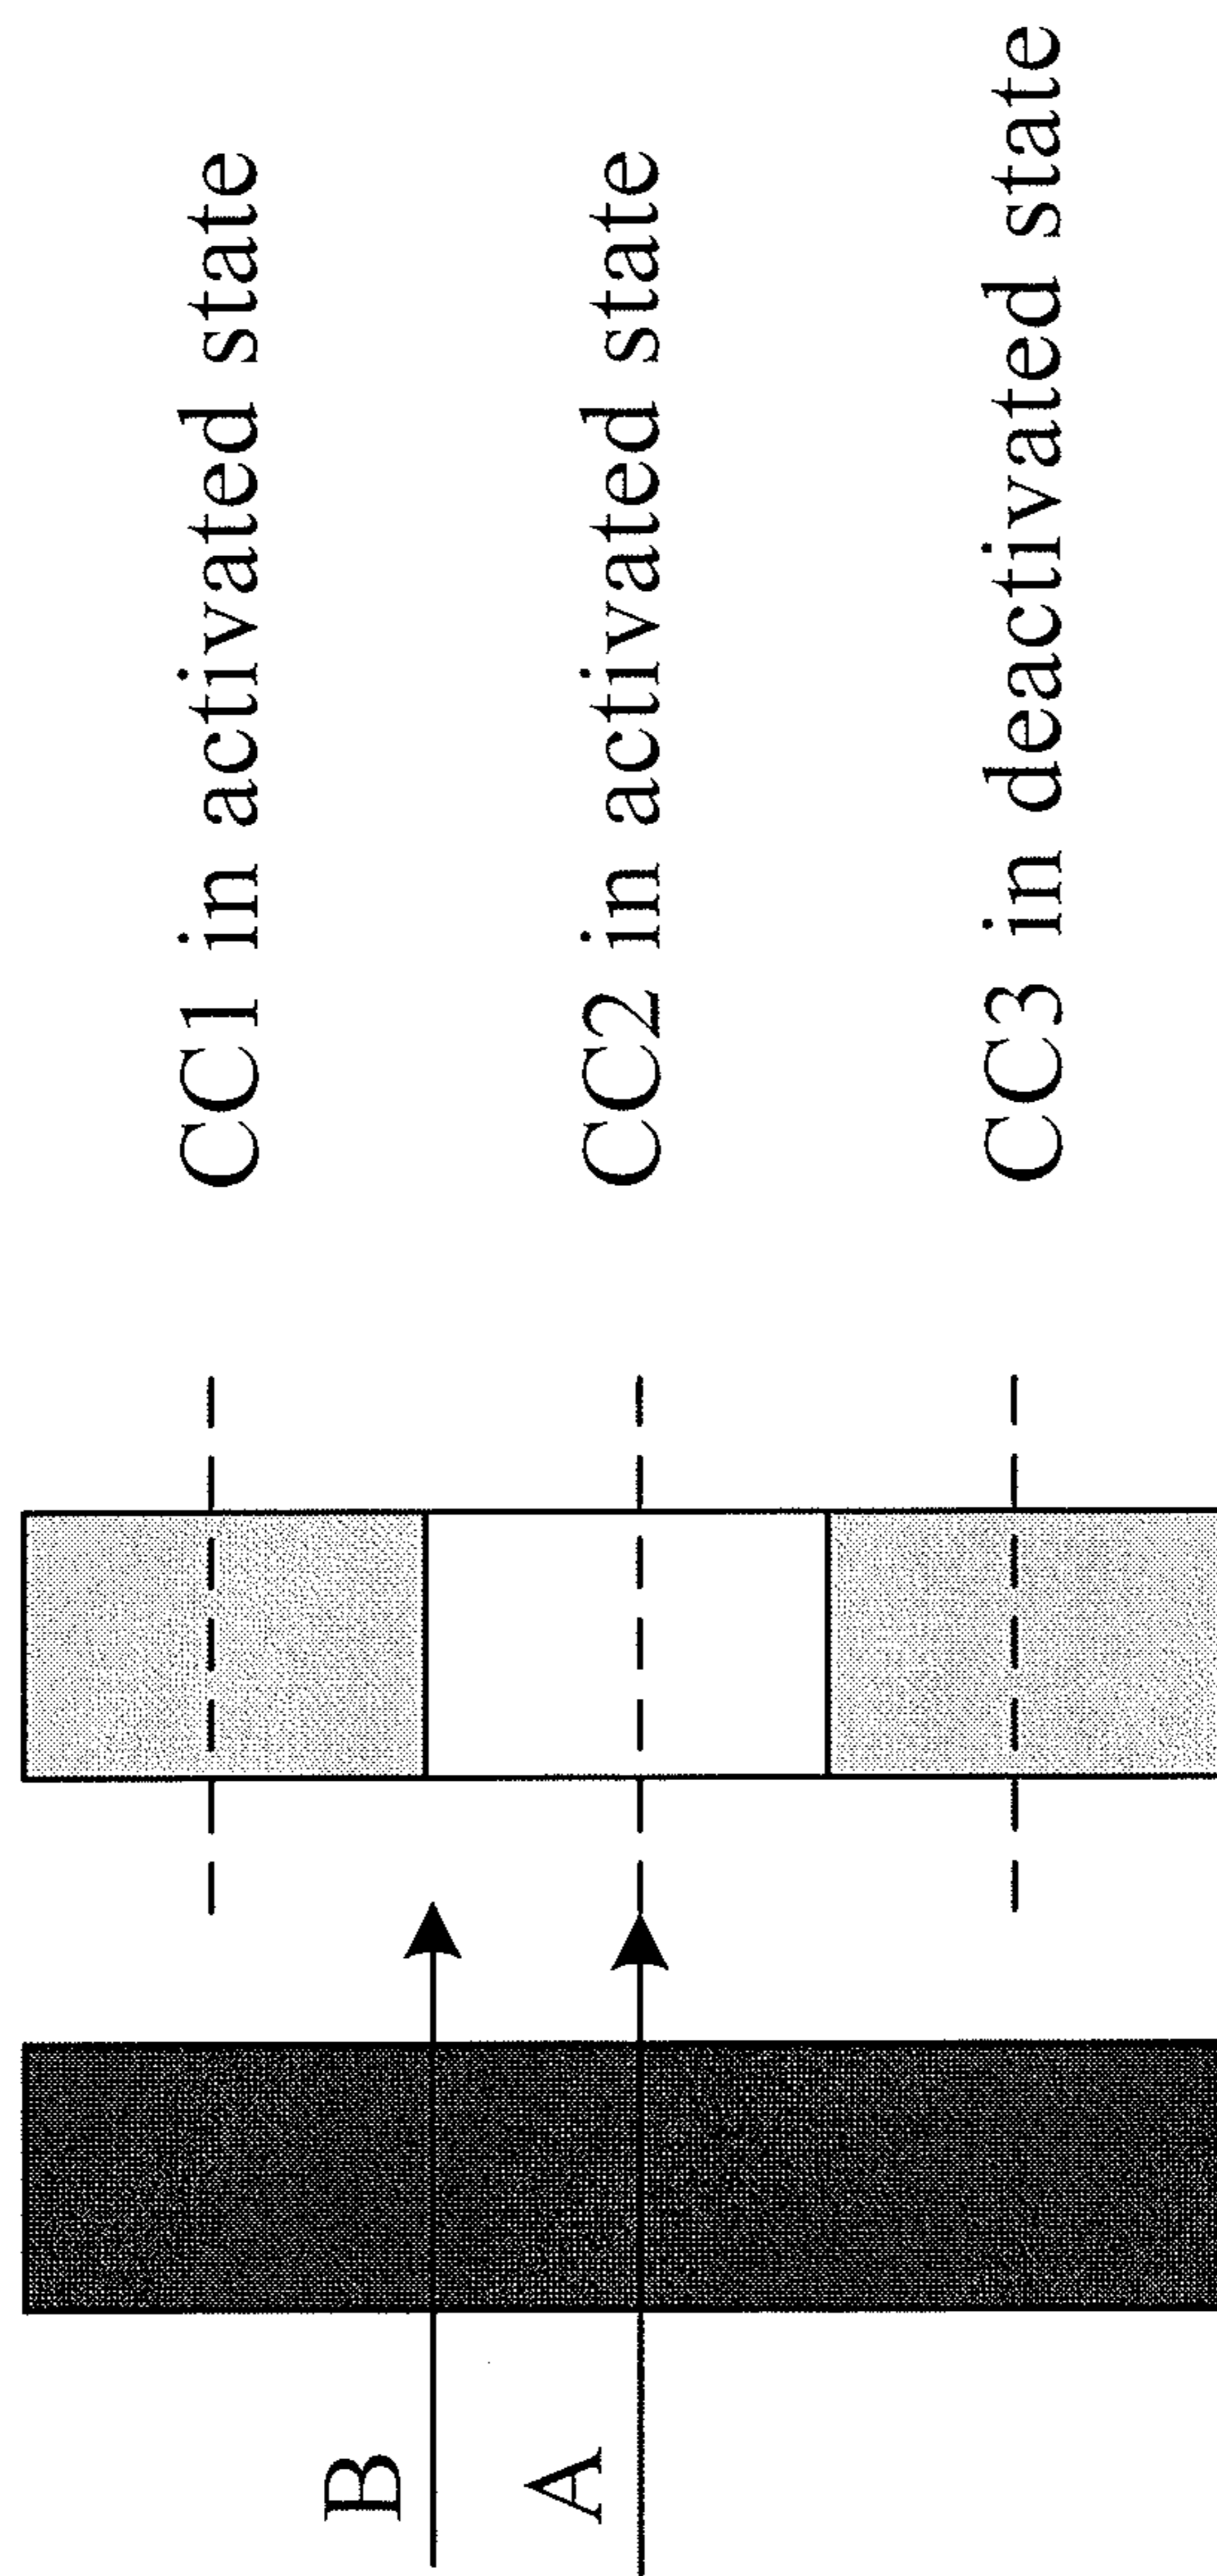 CC1 in activated state
CC2 in activated state
CC3 in deactivated state
B
A